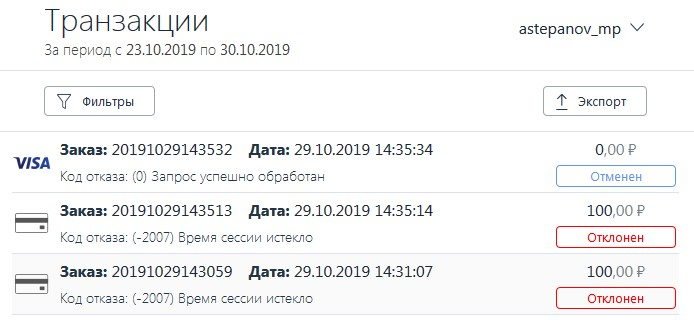 Транзакции
За период с 23.10.2019 по 30.10.2019
astepanov_mp
Фильтры
Экспорт
VISA
Заказ: 20191029143532 Дата: 29.10.2019 14:35:34 0,00 ₽
Код отказа: (0) Запрос успешно обработан Отменен
Заказ: 20191029143513 Дата: 29.10.2019 14:35:14 100,00 ₽
Код отказа: (-2007) Время сессии истекло Отклонен
Заказ: 20191029143059 Дата: 29.10.2019 14:31:07 100,00 ₽
Код отказа: (-2007) Время сессии истекло Отклонен